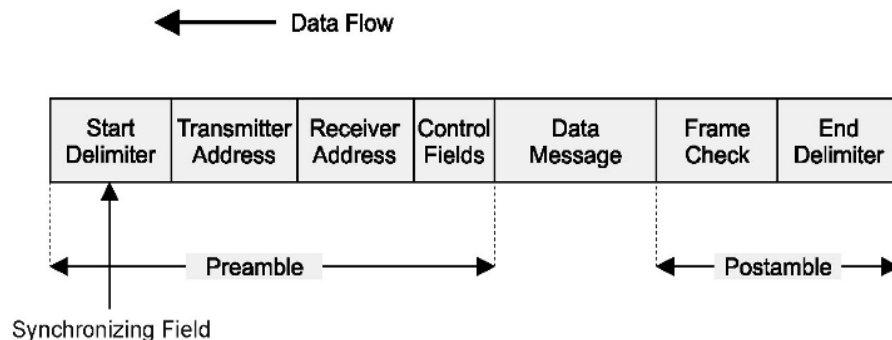 Data Flow
Start
Delimiter
Transmitter
Address
Receiver
Address
Control
Fields
Data
Message
Frame
Check
End
Delimiter
Preamble
Postamble
Synchronizing Field